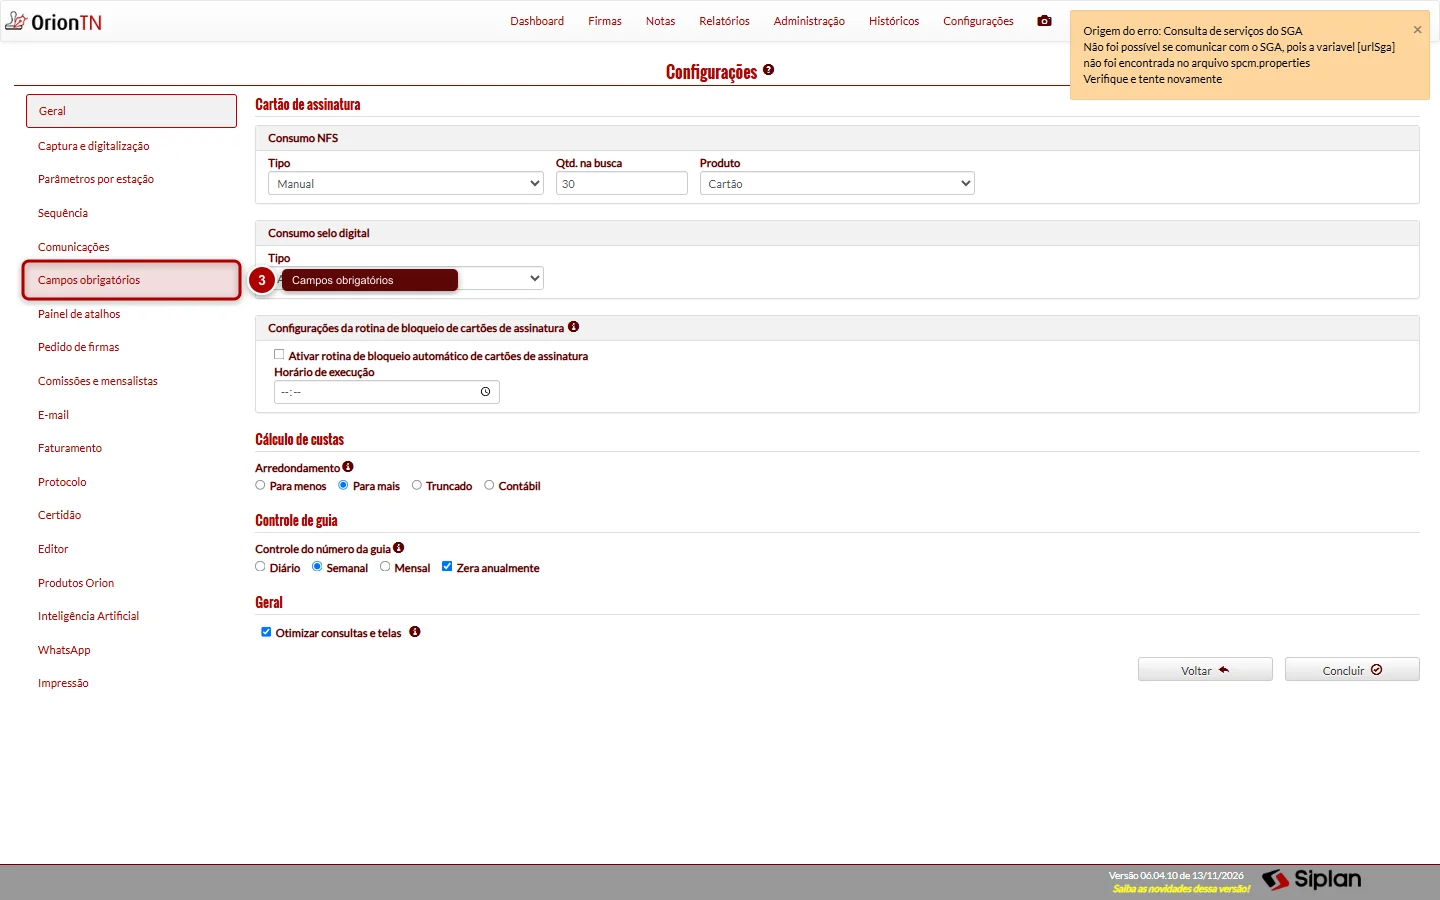 OrionTN
Dashboard
Firmas
Notas
Relatórios
Administração
Históricos
Configurações
Origem do erro: Consulta de serviços do SGA
Não foi possível se comunicar com o SGA, pois a variavel [urlSga]
não foi encontrada no arquivo spcm.properties
Verifique e tente novamente
×
Configurações
Geral
Captura e digitalização
Parâmetros por estação
Sequência
Comunicações
Campos obrigatórios
Painel de atalhos
Pedido de firmas
Comissões e mensalistas
E-mail
Faturamento
Protocolo
Certidão
Editor
Produtos Orion
Inteligência Artificial
WhatsApp
Impressão
3
Campos obrigatórios
Cartão de assinatura
Consumo NFS
Tipo
Qtd. na busca
Produto
Manual
30
Cartão
Consumo selo digital
Tipo
Configurações da rotina de bloqueio de cartões de assinatura
Ativar rotina de bloqueio automático de cartões de assinatura
Horário de execução
--:--
Cálculo de custas
Arredondamento
Para menos
Para mais
Truncado
Contábil
Controle de guia
Controle do número da guia
Diário
Semanal
Mensal
Zera anualmente
Geral
Otimizar consultas e telas
Voltar
Concluir
Versão 06.04.10 de 13/11/2026
Saiba as novidades dessa versão!
Siplan